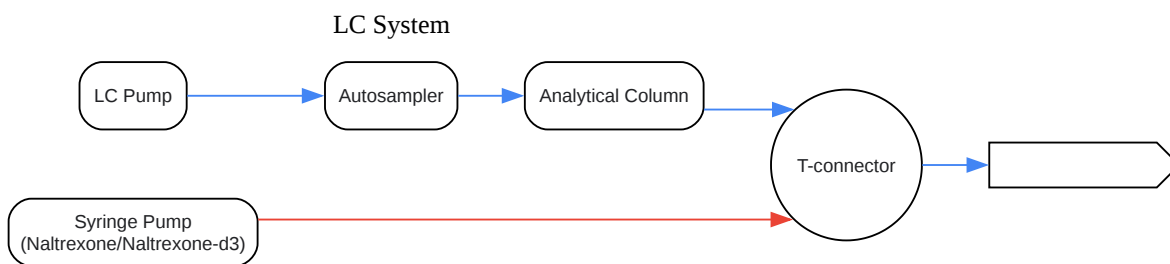 LC System
LC Pump
Autosampler
Analytical Column
T-connector
Syringe Pump
(Naltrexone/Naltrexone-d3)